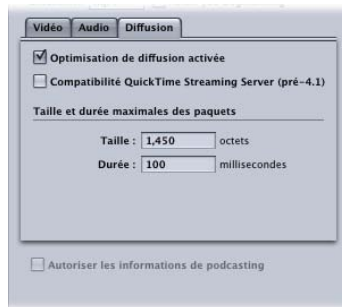 Vidéo Audio Diffusion
Optimisation de diffusion activée
Compatibilité QuickTime Streaming Server (pré-4.1)
Taille et durée maximales des paquets
Taille : 1,450 octets
Durée : 100 millisecondes
Autoriser les informations de podcasting